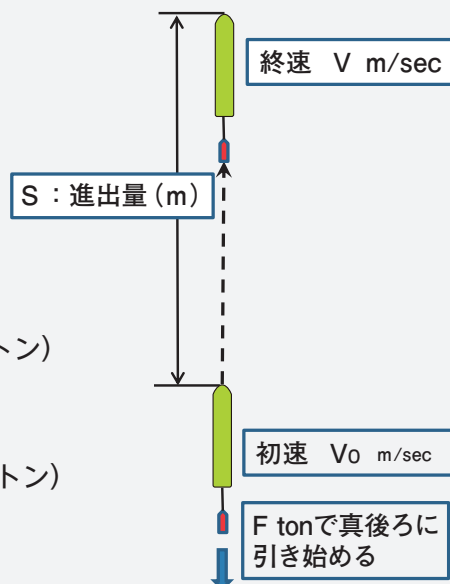 終速 V m/sec
S:進出量(m)
トン)
初速 V0 m/sec
トン)
F tonで真後ろに
引き始める